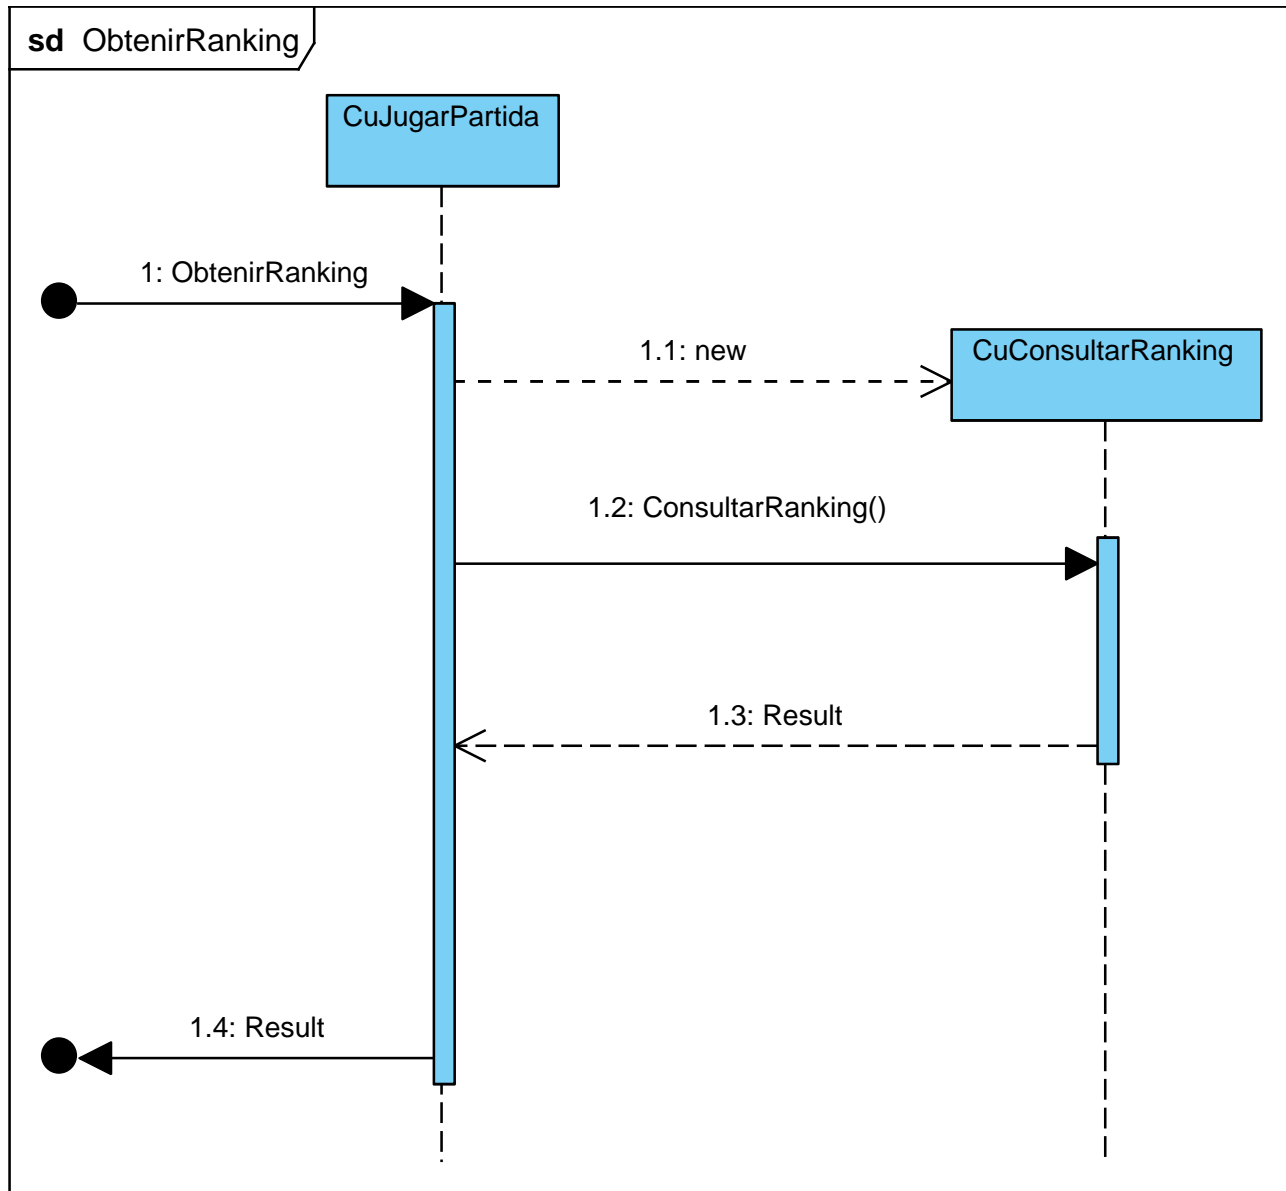 sd ObtenirRanking
CuJugarPartida
1: ObtenirRanking
1.1: new
CuConsultarRanking
1.2: ConsultarRanking()
1.3: Result
1.4: Result